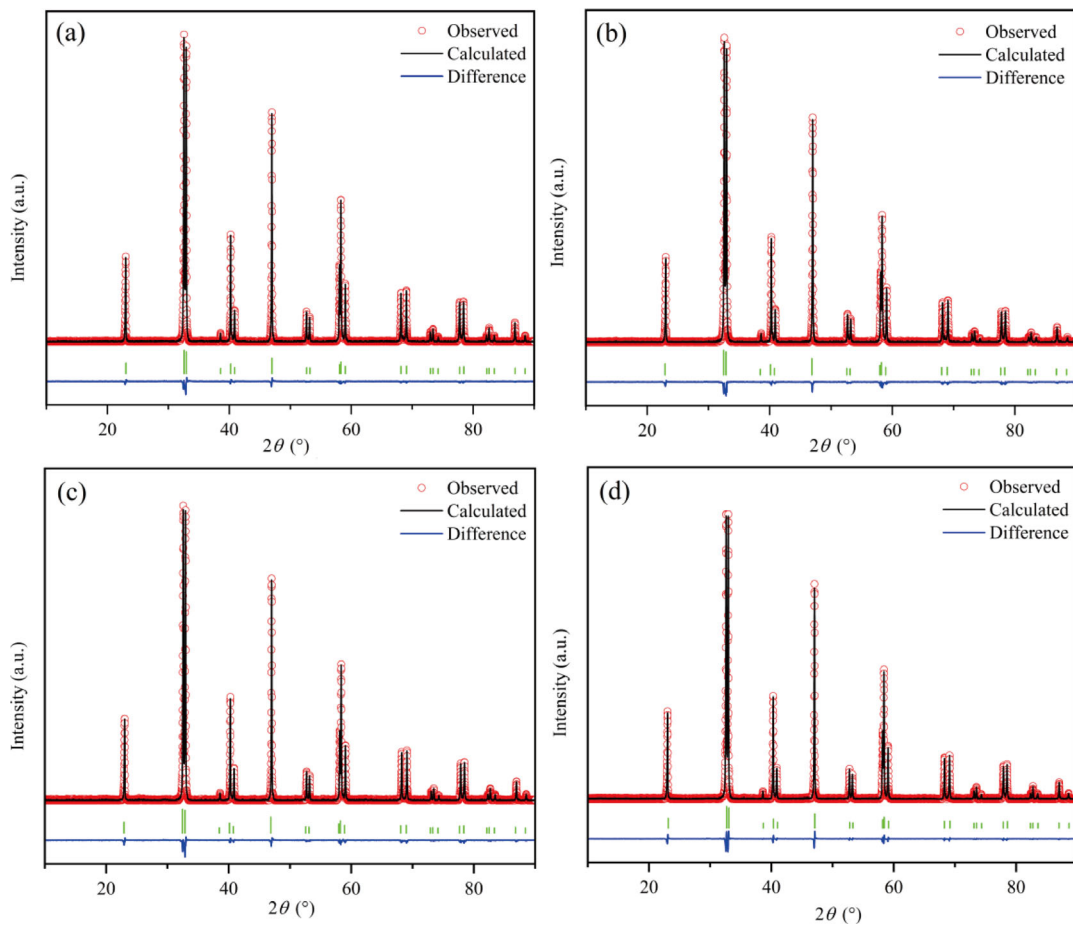 (a)
Observed
Calculated
Difference
Intensity (a.u.)
20 40 60 80
2θ (°)
(b)
Observed
Calculated
Difference
Intensity (a.u.)
20 40 60 80
2θ (°)
(c)
Observed
Calculated
Difference
Intensity (a.u.)
20 40 60 80
2θ (°)
(d)
Observed
Calculated
Difference
Intensity (a.u.)
20 40 60 80
2θ (°)